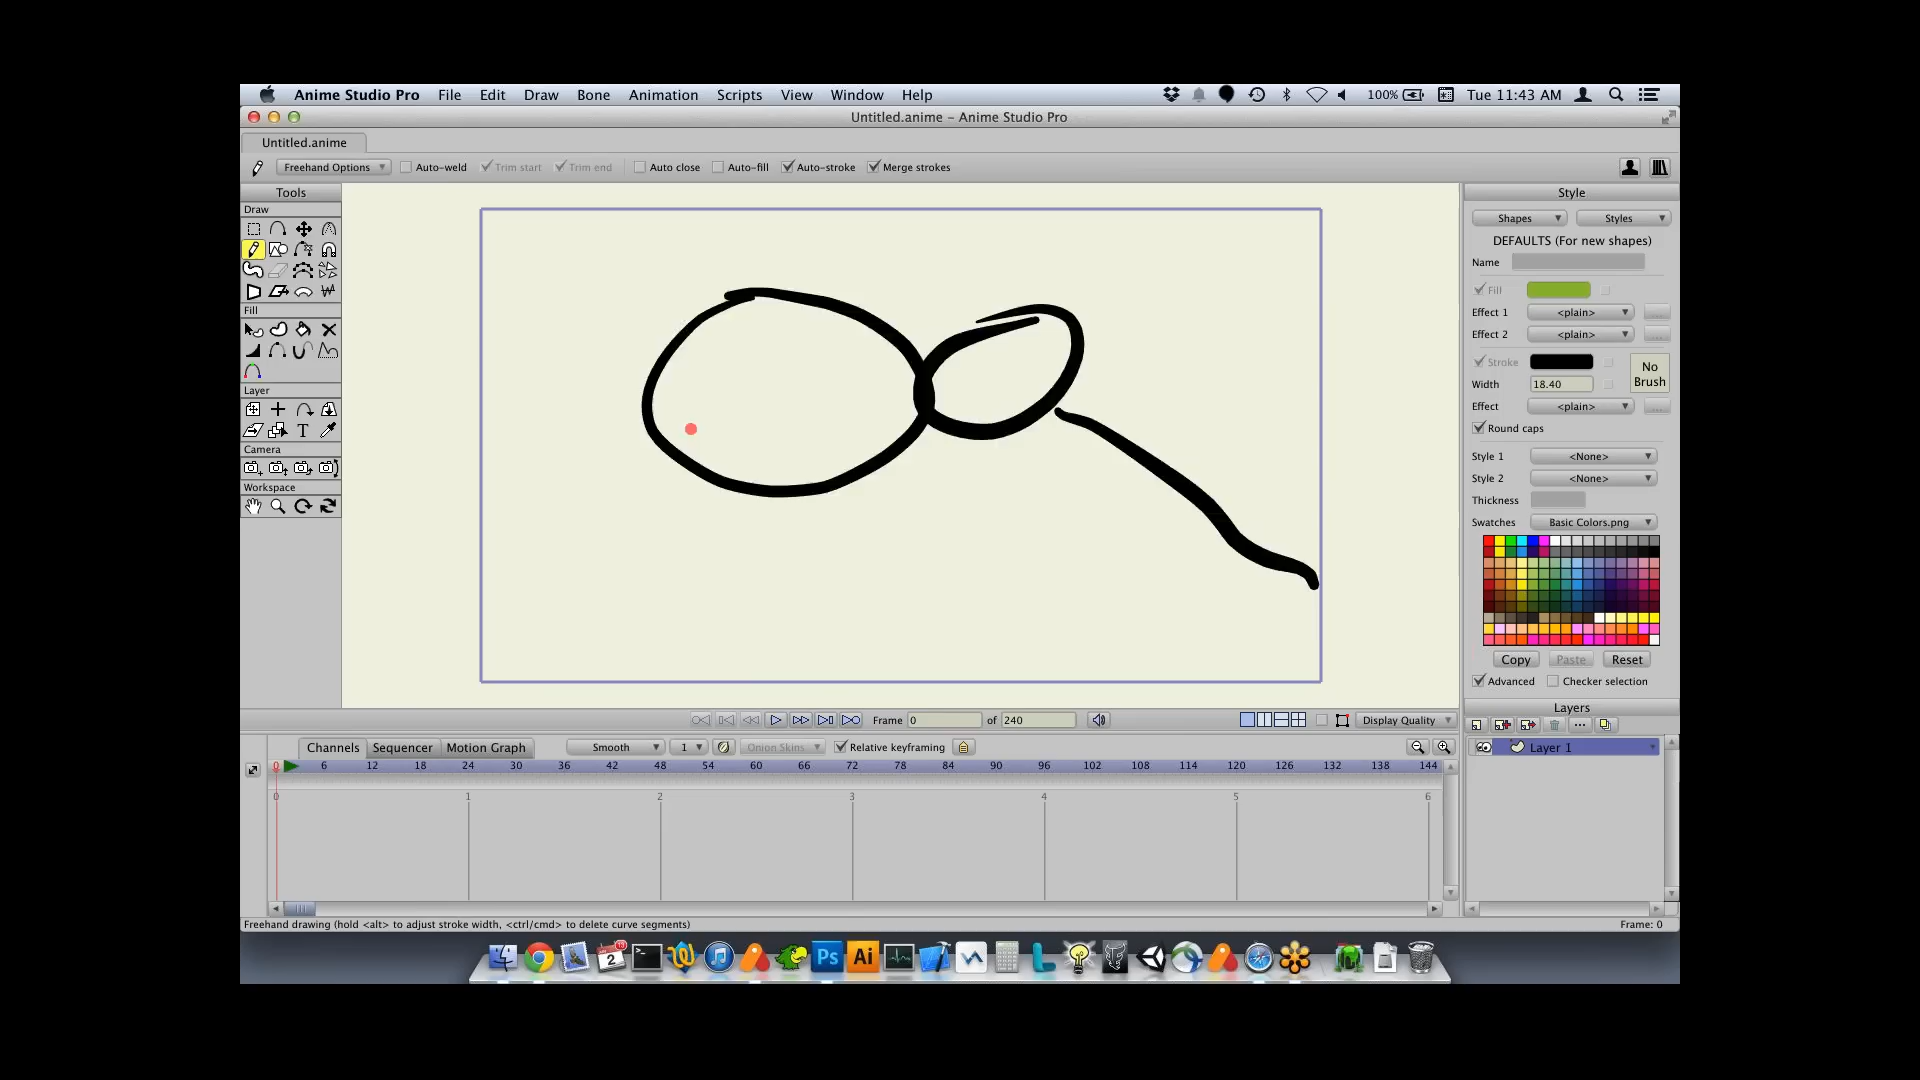 Anime Studio Pro File Edit Draw Bone Animation Scripts View Window Help 100% Tue 11:43 AM
Untitled.anime – Anime Studio Pro
Untitled.anime
Freehand Options Auto-weld Trim start Trim end Auto close Auto-fill Auto-stroke Merge strokes
Tools
Draw
Fill
Layer
T
Camera
Workspace
Style
Shapes Styles
DEFAULTS (For new shapes)
Name
Fill
Effect 1 <plain>
Effect 2 <plain>
Stroke
No Brush
Width 18.40
Effect <plain>
Round caps
Style 1 <None>
Style 2 <None>
Thickness
Swatches Basic Colors.png
Copy Paste Reset
Advanced Checker selection
Layers
Layer 1
Frame 0 of 240 Display Quality
Channels Sequencer Motion Graph Smooth 1 Onion Skins Relative keyframing
0 6 12 18 24 30 36 42 48 54 60 66 72 78 84 90 96 102 108 114 120 126 132 138 144
0 1 2 3 4 5 6
Freehand drawing (hold <alt> to adjust stroke width, <ctrl/cmd> to delete curve segments) Frame: 0
2 Ps Ai